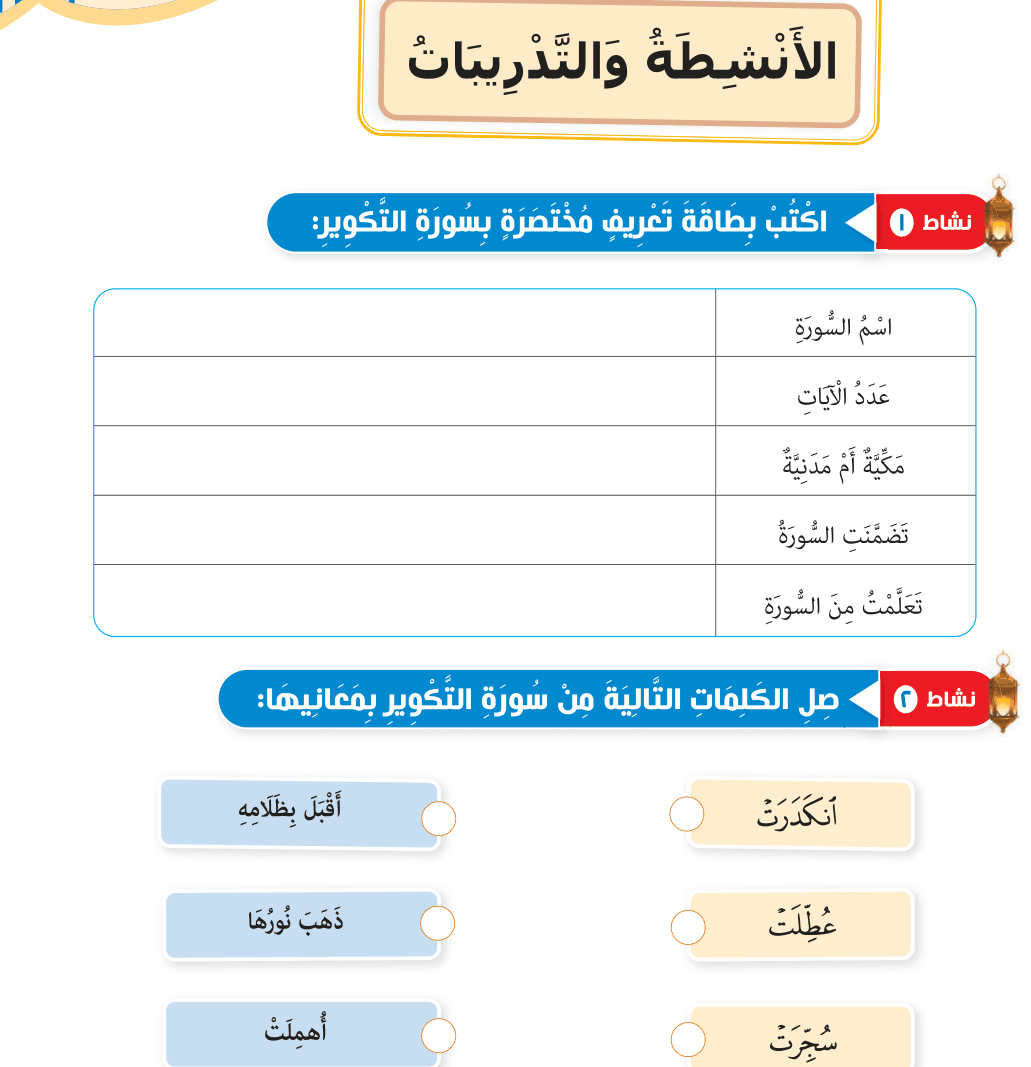 الأَنْشِطَةُ وَالتَّدْرِيبَاتُ
نشاط ١ اكْتُبْ بِطَاقَةَ تَعْرِيفٍ مُخْتَصَرَةٍ بِسُورَةِ التَّكْوِيرِ:
اسْمُ السُّورَةِ
عَدَدُ الْآيَاتِ
مَكِّيَّةٌ أَمْ مَدَنِيَّةٌ
تَضَمَّنَتِ السُّورَةُ
تَعَلَّمْتُ مِنَ السُّورَةِ
نشاط ٢ صِلِ الكَلِمَاتِ التَّالِيَةَ مِنْ سُورَةِ التَّكْوِيرِ بِمَعَانِيهَا:
ٱنكَدَرَتْ أَقْبَلَ بِظَلَامِهِ
عُطِّلَتْ ذَهَبَ نُورُهَا
سُجِّرَتْ أُهمِلَتْ